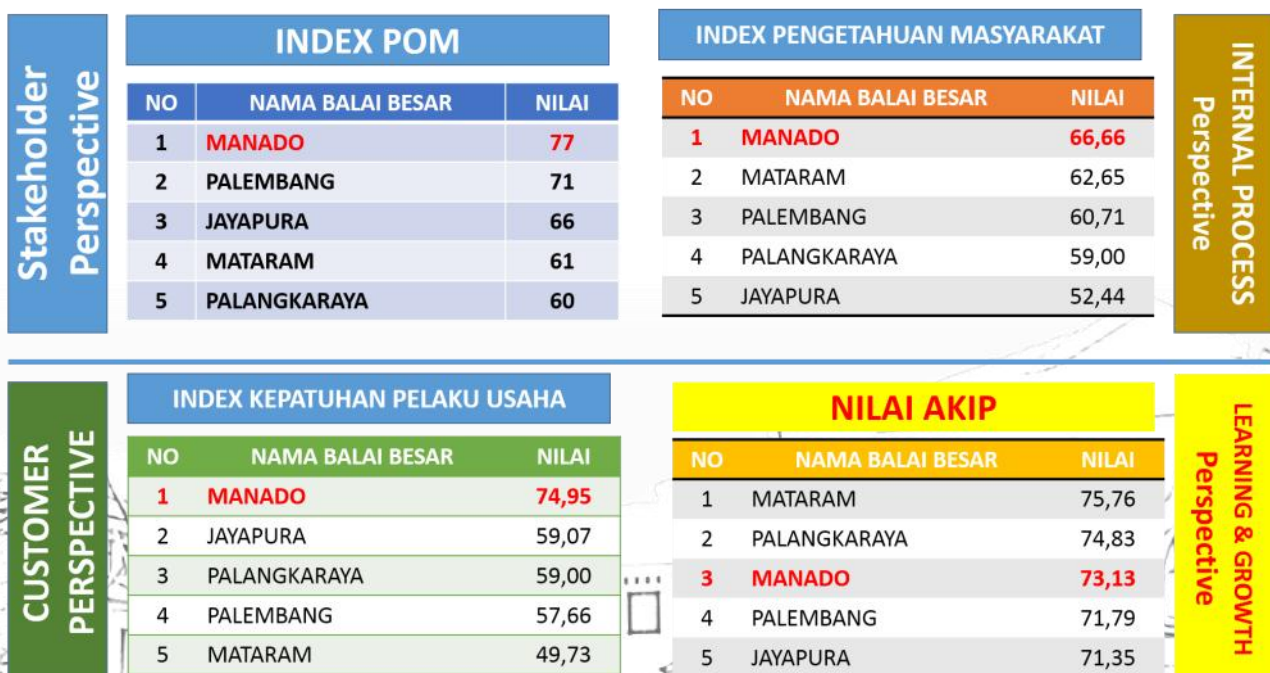 Stakeholder
Perspective
INDEX POM
NO NAMA BALAI BESAR NILAI
1 MANADO 77
2 PALEMBANG 71
3 JAYAPURA 66
4 MATARAM 61
5 PALANGKARAYA 60
INDEX PENGETAHUAN MASYARAKAT
NO NAMA BALAI BESAR NILAI
1 MANADO 66,66
2 MATARAM 62,65
3 PALEMBANG 60,71
4 PALANGKARAYA 59,00
5 JAYAPURA 52,44
INTERNAL PROCESS
Perspective
CUSTOMER
PERSPECTIVE
INDEX KEPATUHAN PELAKU USAHA
NO NAMA BALAI BESAR NILAI
1 MANADO 74,95
2 JAYAPURA 59,07
3 PALANGKARAYA 59,00
4 PALEMBANG 57,66
5 MATARAM 49,73
NILAI AKIP
NO NAMA BALAI BESAR NILAI
1 MATARAM 75,76
2 PALANGKARAYA 74,83
3 MANADO 73,13
4 PALEMBANG 71,79
5 JAYAPURA 71,35
LEARNING & GROWTH
Perspective